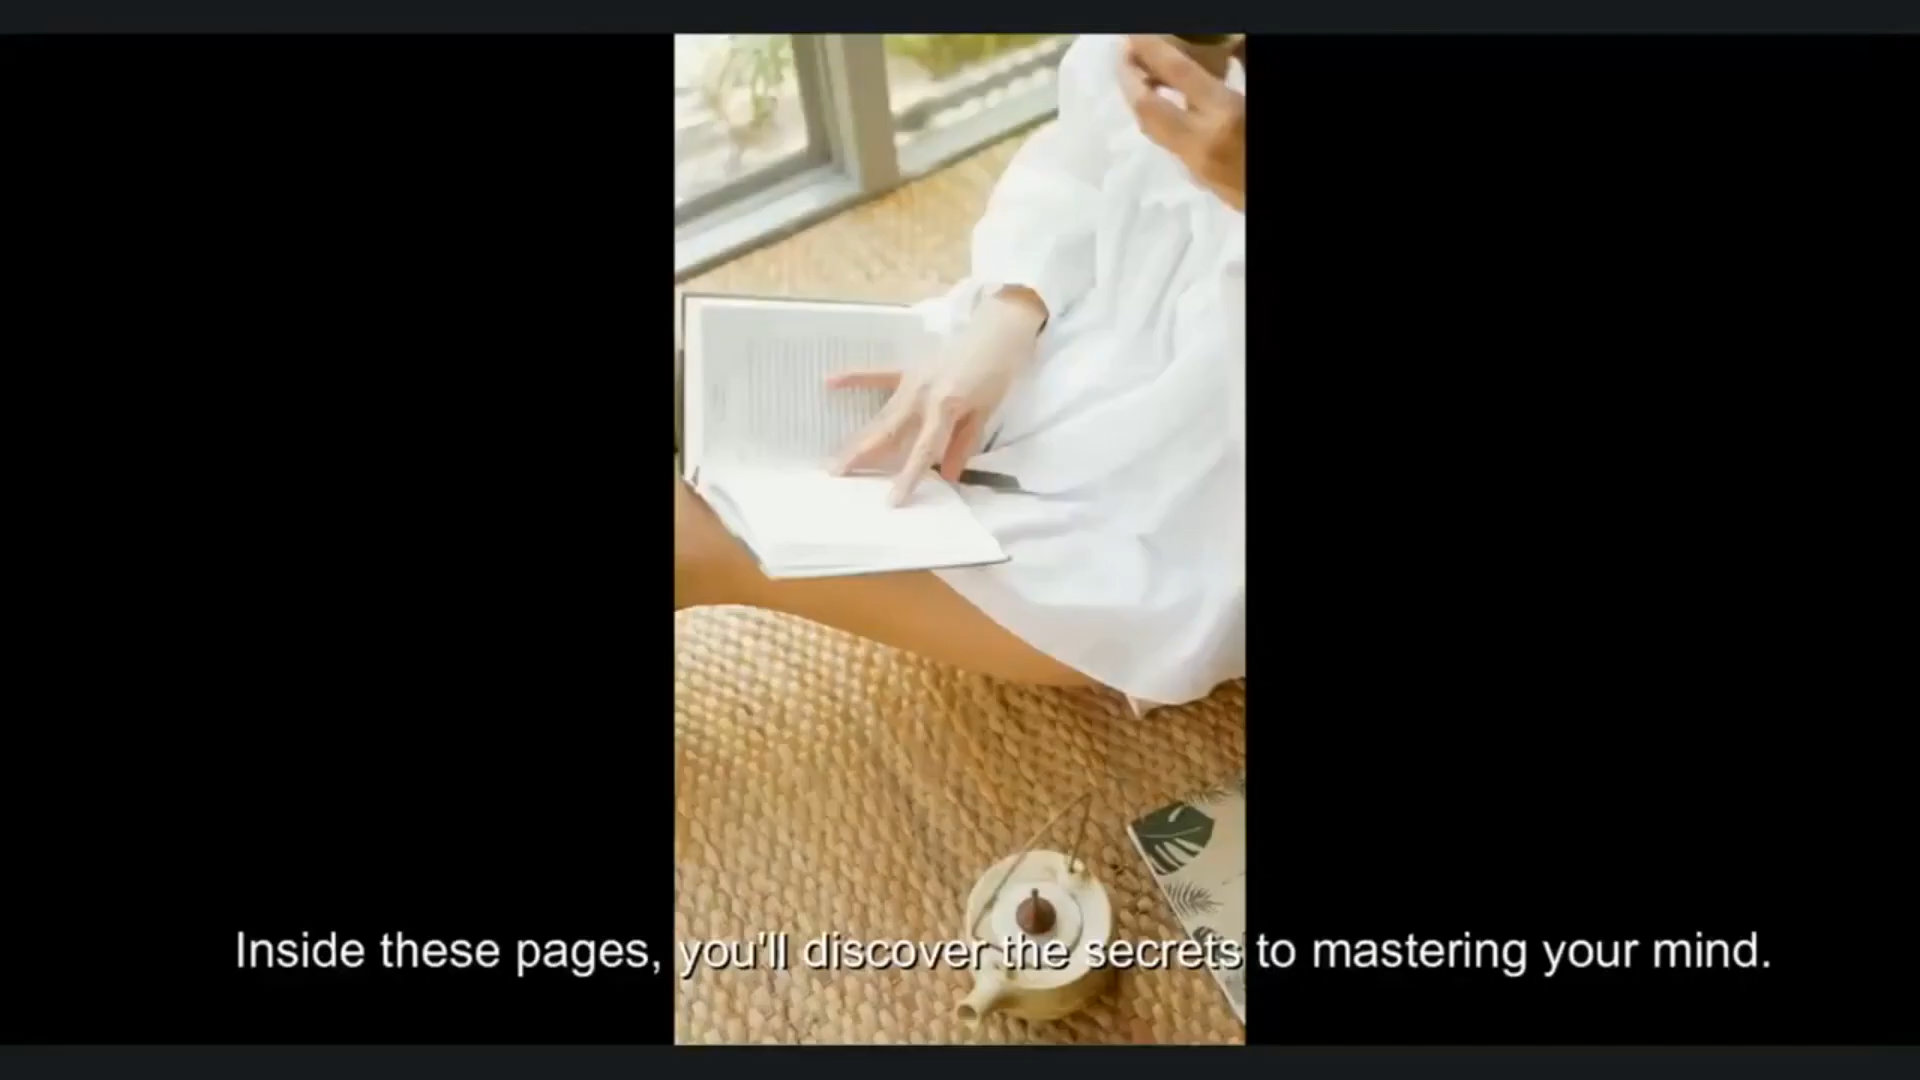 Inside these pages, you'll discover the secrets to mastering your mind.